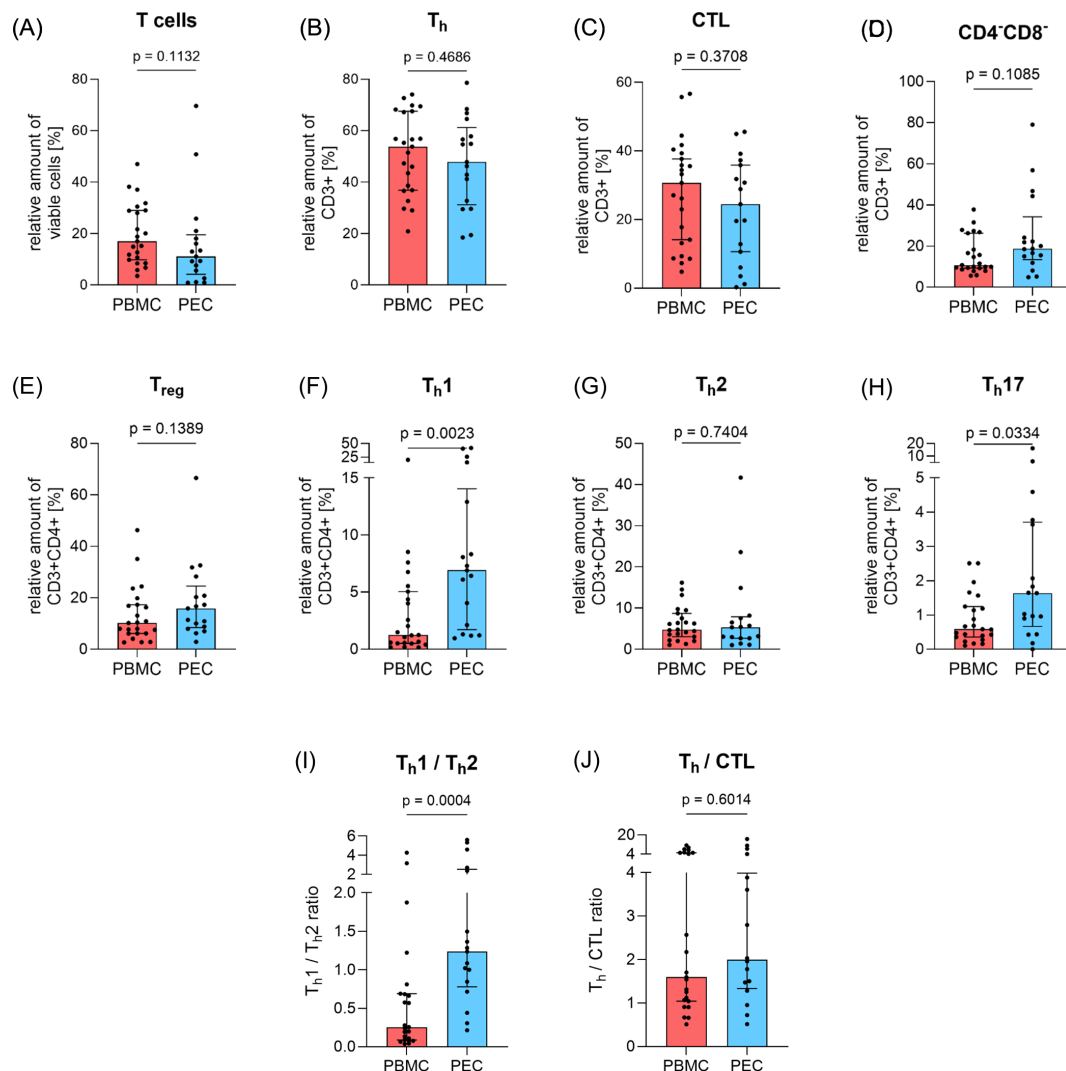 (A)
T cells
p = 0.1132
relative amount of
viable cells [%]
80
60
40
20
0
PBMC PEC
(B)
Th
p = 0.4686
relative amount of
CD3+ [%]
80
60
40
20
0
PBMC PEC
(C)
CTL
p = 0.3708
relative amount of
CD3+ [%]
60
40
20
0
PBMC PEC
(D)
CD4-CD8-
p = 0.1085
relative amount of
CD3+ [%]
100
80
60
40
20
0
PBMC PEC
(E)
Treg
p = 0.1389
relative amount of
CD3+CD4+ [%]
80
60
40
20
0
PBMC PEC
(F)
Th1
p = 0.0023
relative amount of
CD3+CD4+ [%]
50
25
15
10
5
0
PBMC PEC
(G)
Th2
p = 0.7404
relative amount of
CD3+CD4+ [%]
50
40
30
20
10
0
PBMC PEC
(H)
Th17
p = 0.0334
relative amount of
CD3+CD4+ [%]
20
10
5
4
3
2
1
0
PBMC PEC
(I)
Th1 / Th2
p = 0.0004
Th1 / Th2 ratio
6
4
2
2.0
1.5
1.0
0.5
0.0
PBMC PEC
(J)
Th / CTL
p = 0.6014
Th / CTL ratio
20
4
4
3
2
1
0
PBMC PEC